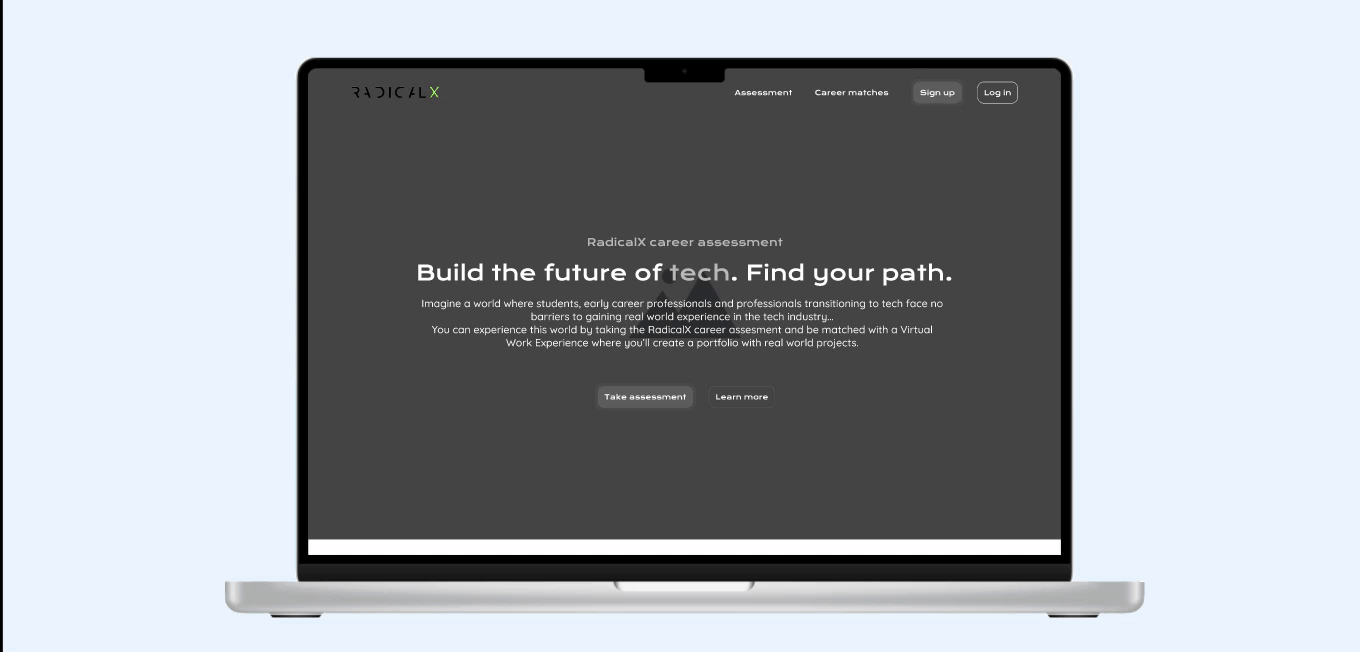 RADICALX
Assessment
Career matches
Sign up
Log in
RadicalX career assessment
Build the future of tech. Find your path.
Imagine a world where students, early career professionals and professionals transitioning to tech face no
barriers to gaining real world experience in the tech industry...
You can experience this world by taking the RadicalX career assesment and be matched with a Virtual
Work Experience where you'll create a portfolio with real world projects.
Take assessment
Learn more